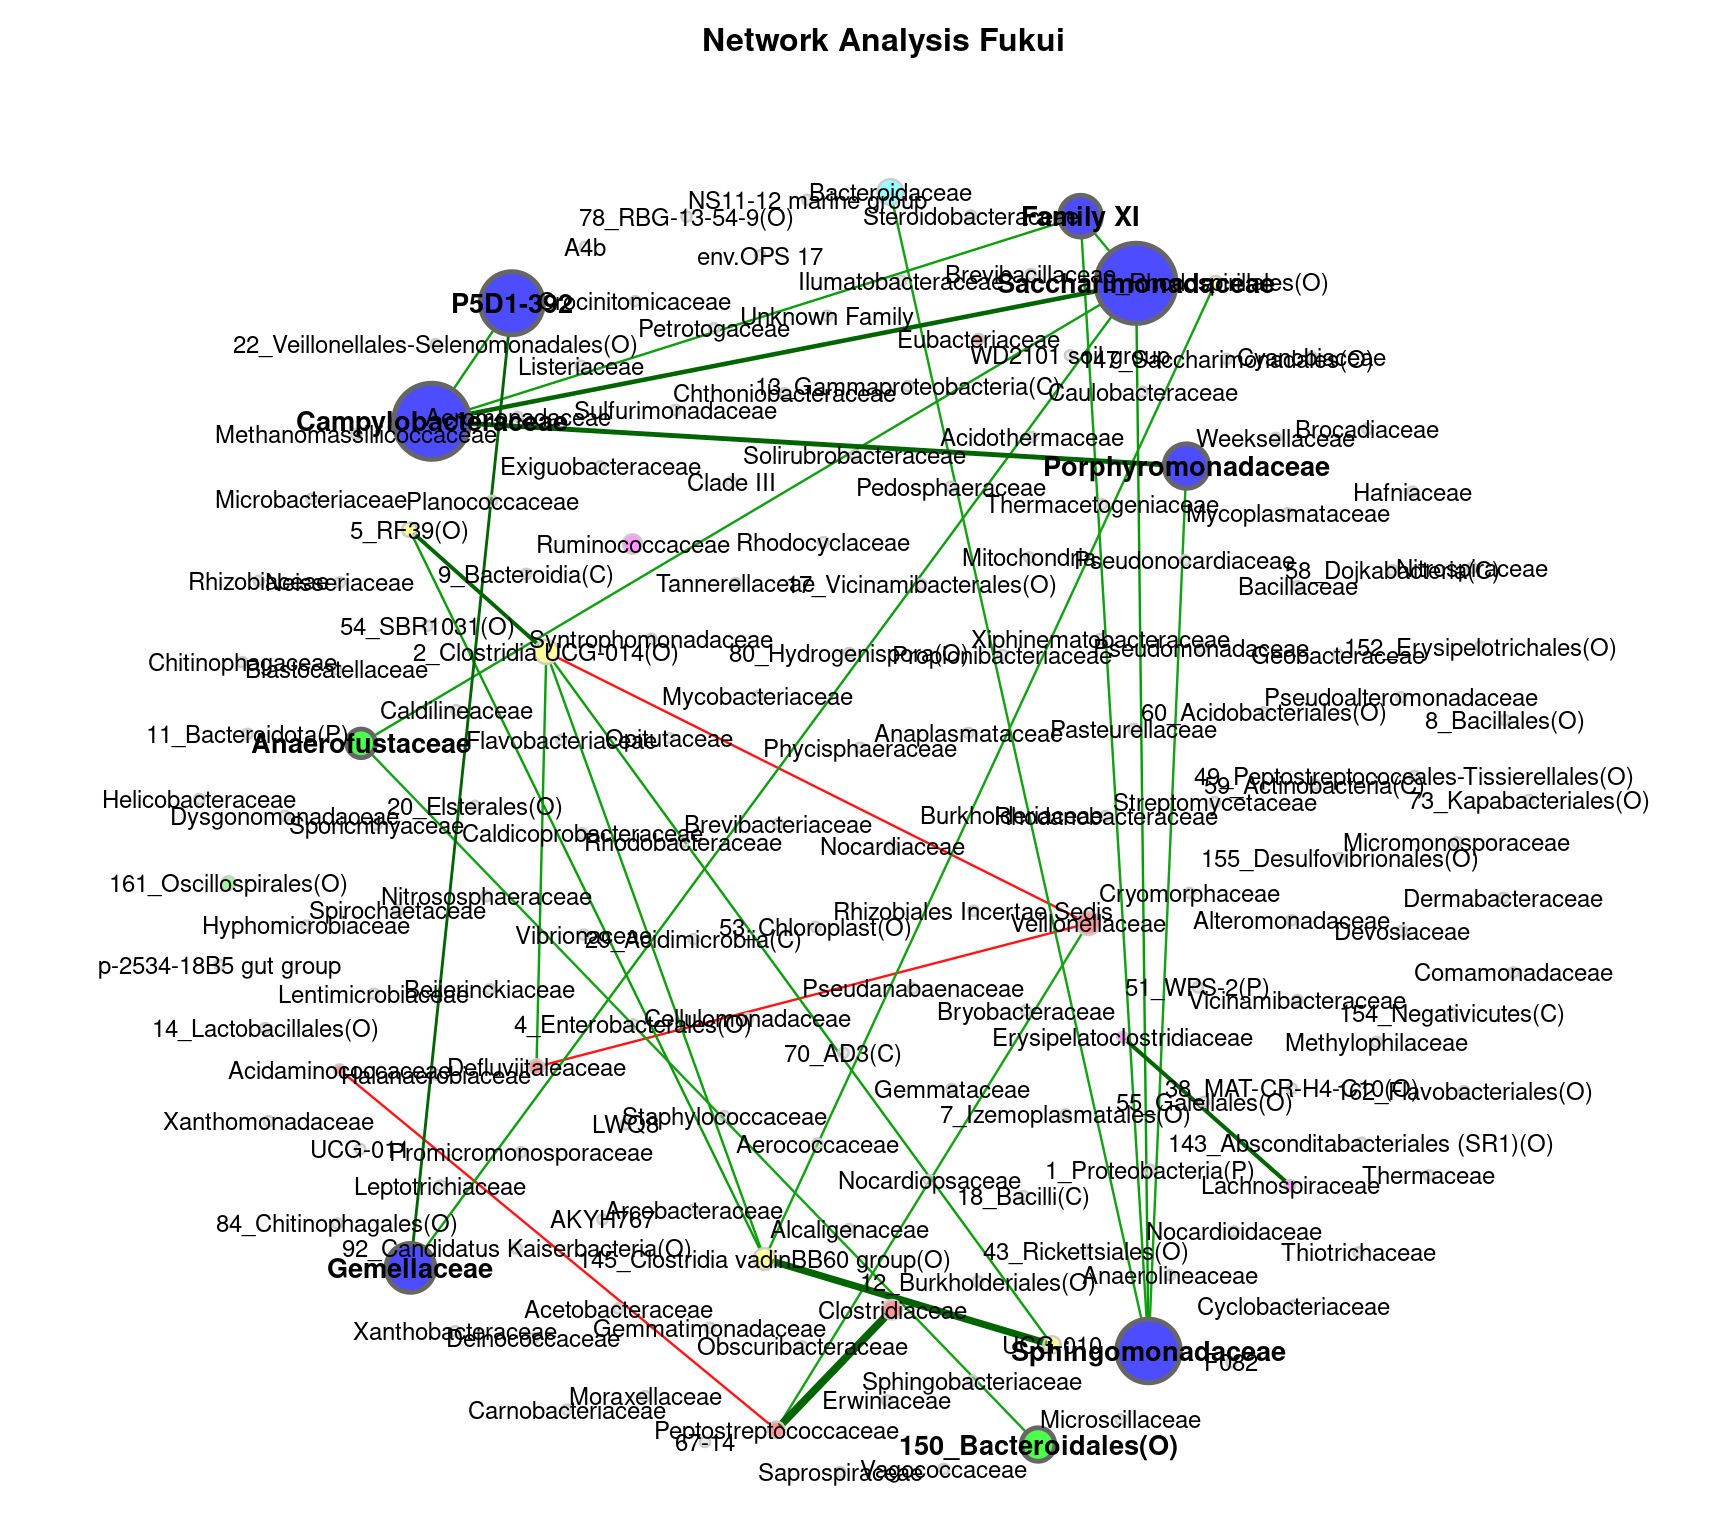 Network Analysis Fukui
Bacteroidaceae
NS11-12 marine group
78_RBG-13-54-9(O)
Steroidobacteraceae
Family XI
A4b
env.OPS 17
Brevibacillaceae
Ilumatobacteraceae
Saccharimonadaceae
P5D1-392
Crocinitomicaceae
Unknown Family
Petrotogaceae
22_Veillonellales-Selenomonadales(O)
Eubacteriaceae
WD2101 soil group
147_Saccharimonadales(O)
Cyanobiaceae
Listeriaceae
13_Gammaproteobacteria(C)
Chthoniobacteraceae
Caulobacteraceae
Sulfurimonadaceae
Aeromonadaceae
Campylobacteraceae
Methanomassiliicoccaceae
Acidothermaceae
Weeksellaceae
Brocadiaceae
Solirubrobacteraceae
Exiguobacteraceae
Porphyromonadaceae
Clade III
Pedosphaeraceae
Hafniaceae
Microbacteriaceae
Planococcaceae
Thermacetogeniaceae
Mycoplasmataceae
5_RF39(O)
Ruminococcaceae
Rhodocyclaceae
Mitochondria
Pseudonocardiaceae
58_Dojkabacteria(C)
Nitrospiraceae
9_Bacteroidia(C)
Rhizobiaceae
Neisseriaceae
Tannerellaceae
17_Vicinamibacterales(O)
Bacillaceae
54_SBR1031(O)
Syntrophomonadaceae
Xiphinematobacteraceae
2_Clostridia UCG-014(O)
80_Hydrogenispora(O)
Propionibacteriaceae
Pseudomonadaceae
Geobacteraceae
152_Erysipelotrichales(O)
Chitinophagaceae
Blastocatellaceae
Mycobacteriaceae
Pseudoalteromonadaceae
Caldilineaceae
60_Acidobacteriales(O)
8_Bacillales(O)
11_Bacteroidota(P)
Anaerofustaceae
Flavobacteriaceae
Opitutaceae
Phycisphaeraceae
Anaplasmataceae
Pasteurellaceae
49_Peptostreptococcales-Tissierellales(O)
59_Actinobacteria(C)
Helicobacteraceae
20_Elsterales(O)
Streptomycetaceae
73_Kapabacteriales(O)
Dysgonomonadaceae
Sporichthyaceae
Burkholderiaceae
Rhodanobacteraceae
Caldicoprobacteraceae
Brevibacteriaceae
Rhodobacteraceae
Nocardiaceae
Micromonosporaceae
155_Desulfovibrionales(O)
161_Oscillospirales(O)
Nitrososphaeraceae
Cryomorphaceae
Dermabacteraceae
Spirochaetaceae
Hyphomicrobiaceae
Rhizobiales Incertae Sedis
Veillonellaceae
Alteromonadaceae
Devosiaceae
Vibrionaceae
29_Acidimicrobiia(C)
53_Chloroplast(O)
p-2534-18B5 gut group
Comamonadaceae
Lentimicrobiaceae
Beijerinckiaceae
Pseudanabaenaceae
51_WPS-2(P)
Vicinamibacteraceae
154_Negativicutes(C)
14_Lactobacillales(O)
4_Enterobacterales(O)
Cellulomonadaceae
Bryobacteraceae
Erysipelatoclostridiaceae
Methylophilaceae
70_AD3(C)
Acidaminococcaceae
Halanaerobiaceae
Defluviitaleaceae
Gemmataceae
38_MAT-CR-H4-C10(O)
162_Flavobacteriales(O)
55_Gaiellales(O)
7_Izemoplasmatales(O)
Xanthomonadaceae
LWQ8
Staphylococcaceae
Aerococcaceae
143_Absconditabacteriales (SR1)(O)
UCG-011
Promicromonosporaceae
1_Proteobacteria(P)
Thermaceae
Leptotrichiaceae
Nocardiopsaceae
18_Bacilli(C)
Lachnospiraceae
84_Chitinophagales(O)
AKYH767
Arcobacteraceae
Alcaligenaceae
Nocardioidaceae
92_Candidatus Kaiserbacteria(O)
145_Clostridia vadinBB60 group(O)
43_Rickettsiales(O)
Thiotrichaceae
Gemellaceae
12_Burkholderiales(O)
Anaerolineaceae
Acetobacteraceae
Clostridiaceae
Cyclobacteriaceae
Xanthobacteraceae
Deinococcaceae
Gemmatimonadaceae
Obscuribacteraceae
UCG-010
Sphingomonadaceae
F082
Sphingobacteriaceae
Moraxellaceae
Erwiniaceae
Carnobacteriaceae
Microscillaceae
Peptostreptococcaceae
67-14
150_Bacteroidales(O)
Saprospiraceae
Vagococcaceae